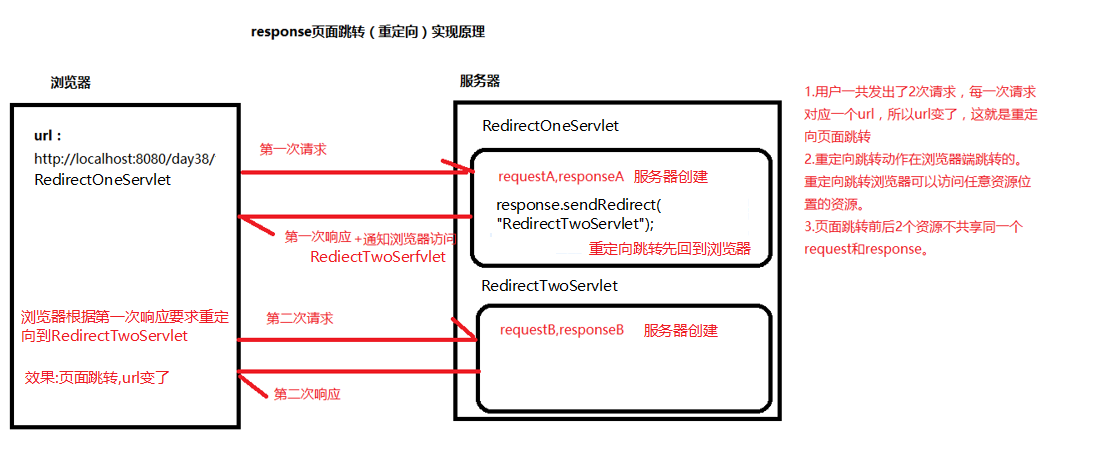 response页面跳转（重定向）实现原理
浏览器
服务器
url：
http://localhost:8080/day38/
RedirectOneServlet
第一次请求
第一次响应+通知浏览器访问
RediectTwoSerfvlet
浏览器根据第一次响应要求重定
向到RedirectTwoServlet
效果:页面跳转,url变了
第二次请求
第二次响应
RedirectOneServlet
requestA,responseA 服务器创建
response.sendRedirect(
"RedirectTwoServlet");
重定向跳转先回到浏览器
RedirectTwoServlet
requestB,responseB 服务器创建
1.用户一共发出了2次请求，每一次请求
对应一个url，所以url变了，这就是重定
向页面跳转
2.重定向跳转动作在浏览器端跳转的。
重定向跳转浏览器可以访问任意资源位
置的资源。
3.页面跳转前后2个资源不共享同一个
request和response。